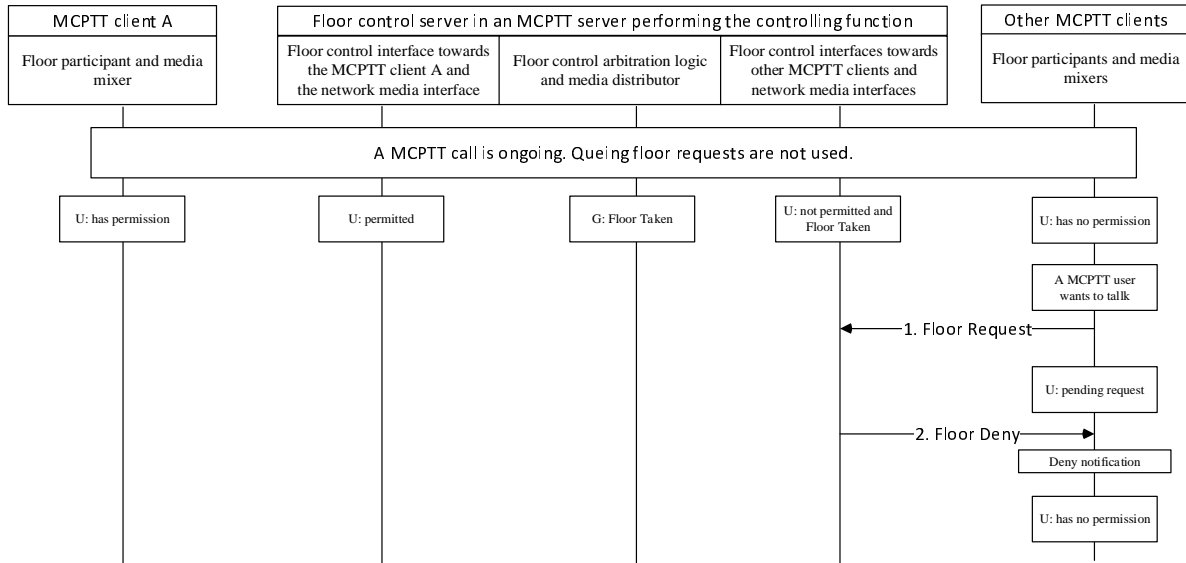 MCPTT client A
Floor participant and media
mixer
Floor control server in an MCPTT server performing the controlling function
Floor control interface towards
the MCPTT client A and
the network media interface
Floor control arbitration logic
and media distributor
Floor control interfaces towards
other MCPTT clients and
network media interfaces
Other MCPTT clients
Floor participants and media
mixers
A MCPTT call is ongoing. Queing floor requests are not used.
U: has permission
U: permitted
G: Floor Taken
U: not permitted and
Floor Taken
U: has no permission
A MCPTT user
wants to tallk
1. Floor Request
U: pending request
2. Floor Deny
Deny notification
U: has no permission